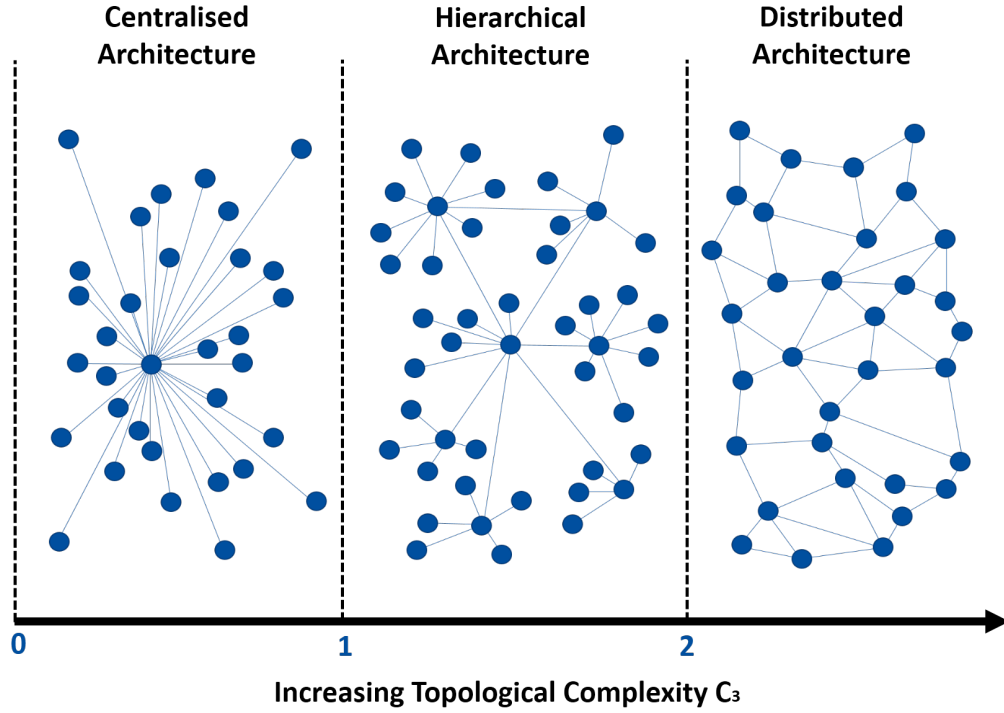 Centralised
Architecture
Hierarchical
Architecture
Distributed
Architecture
0
1
2
Increasing Topological Complexity C₃